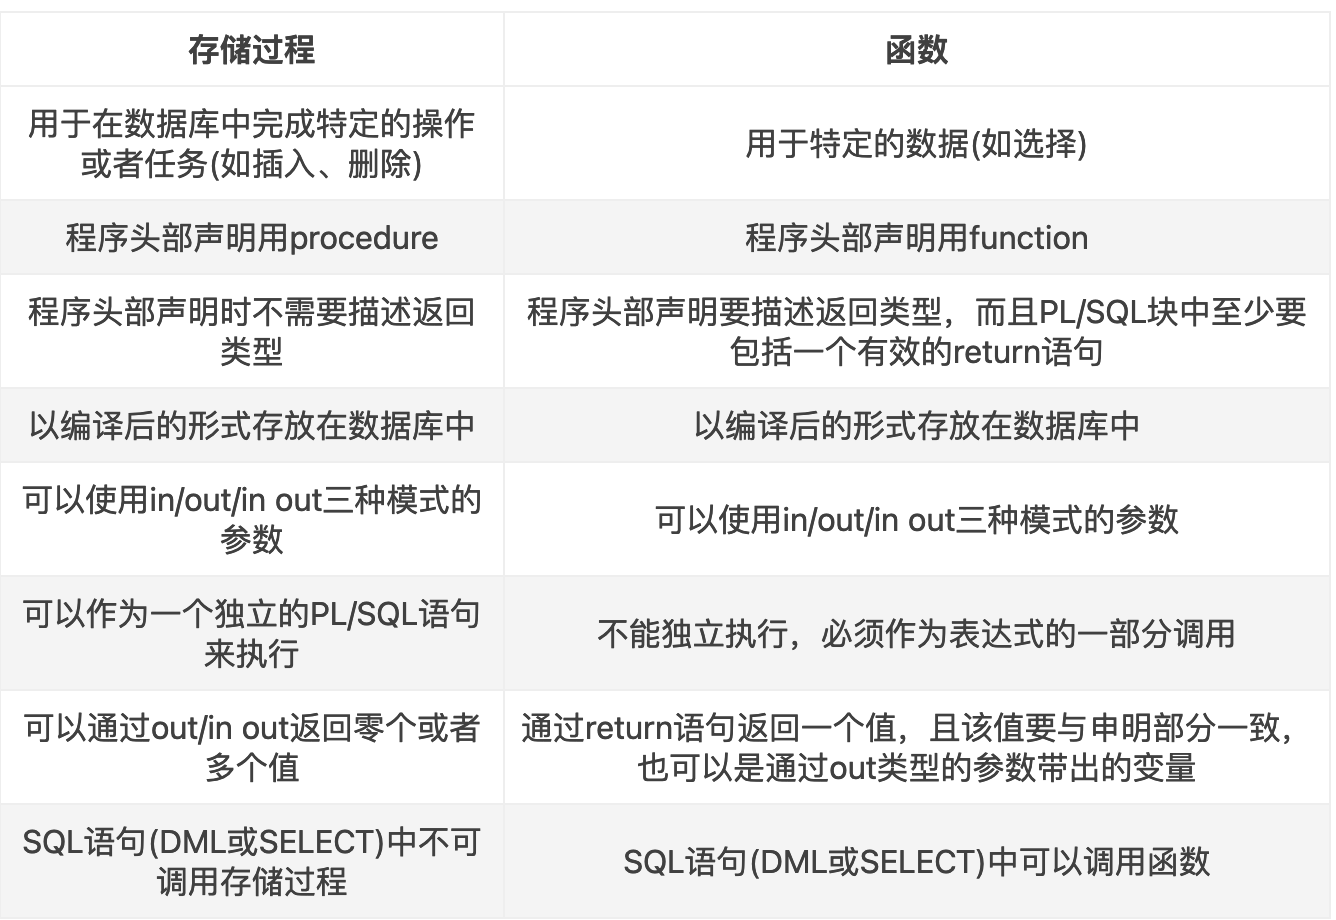 存储过程
函数
用于在数据库中完成特定的操作
或者任务(如插入、删除)
用于特定的数据(如选择)
程序头部声明用procedure
程序头部声明用function
程序头部声明时不需要描述返回
类型
程序头部声明要描述返回类型，而且PL/SQL块中至少要
包括一个有效的return语句
以编译后的形式存放在数据库中
以编译后的形式存放在数据库中
可以使用in/out/in out三种模式的
参数
可以使用in/out/in out三种模式的参数
可以作为一个独立的PL/SQL语句
来执行
不能独立执行，必须作为表达式的一部分调用
可以通过out/in out返回零个或者
多个值
通过return语句返回一个值，且该值要与申明部分一致，
也可以是通过out类型的参数带出的变量
SQL语句(DML或SELECT)中不可
调用存储过程
SQL语句(DML或SELECT)中可以调用函数